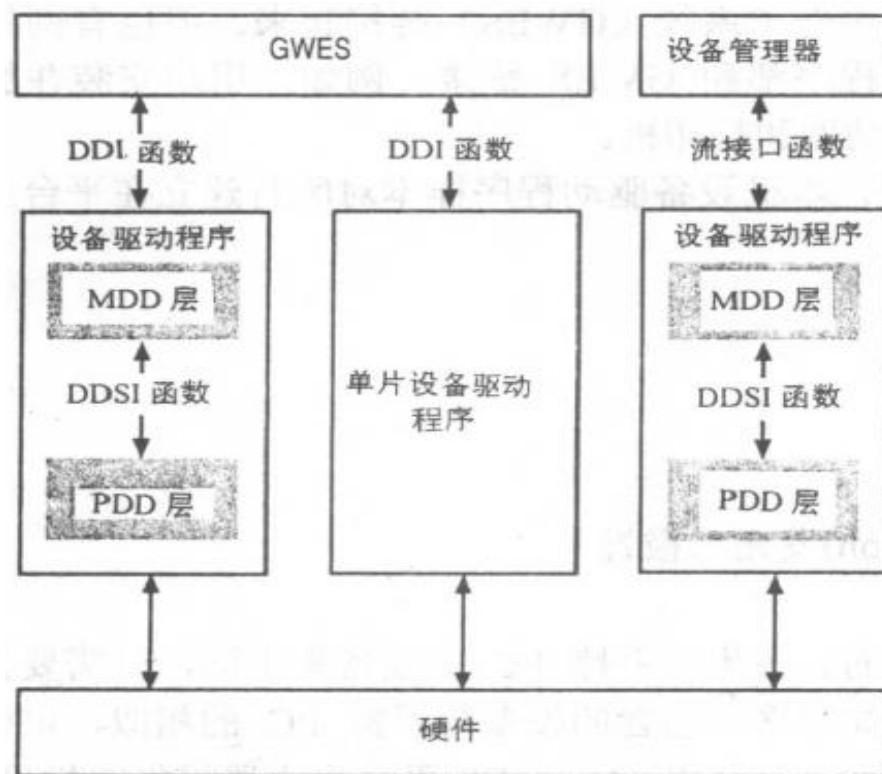 GWES
设备管理器
DDI 函数
DDI 函数
流接口函数
设备驱动程序
MDD 层
DDSI 函数
PDD 层
单片设备驱动
程序
设备驱动程序
MDD 层
DDSI 函数
PDD 层
硬件